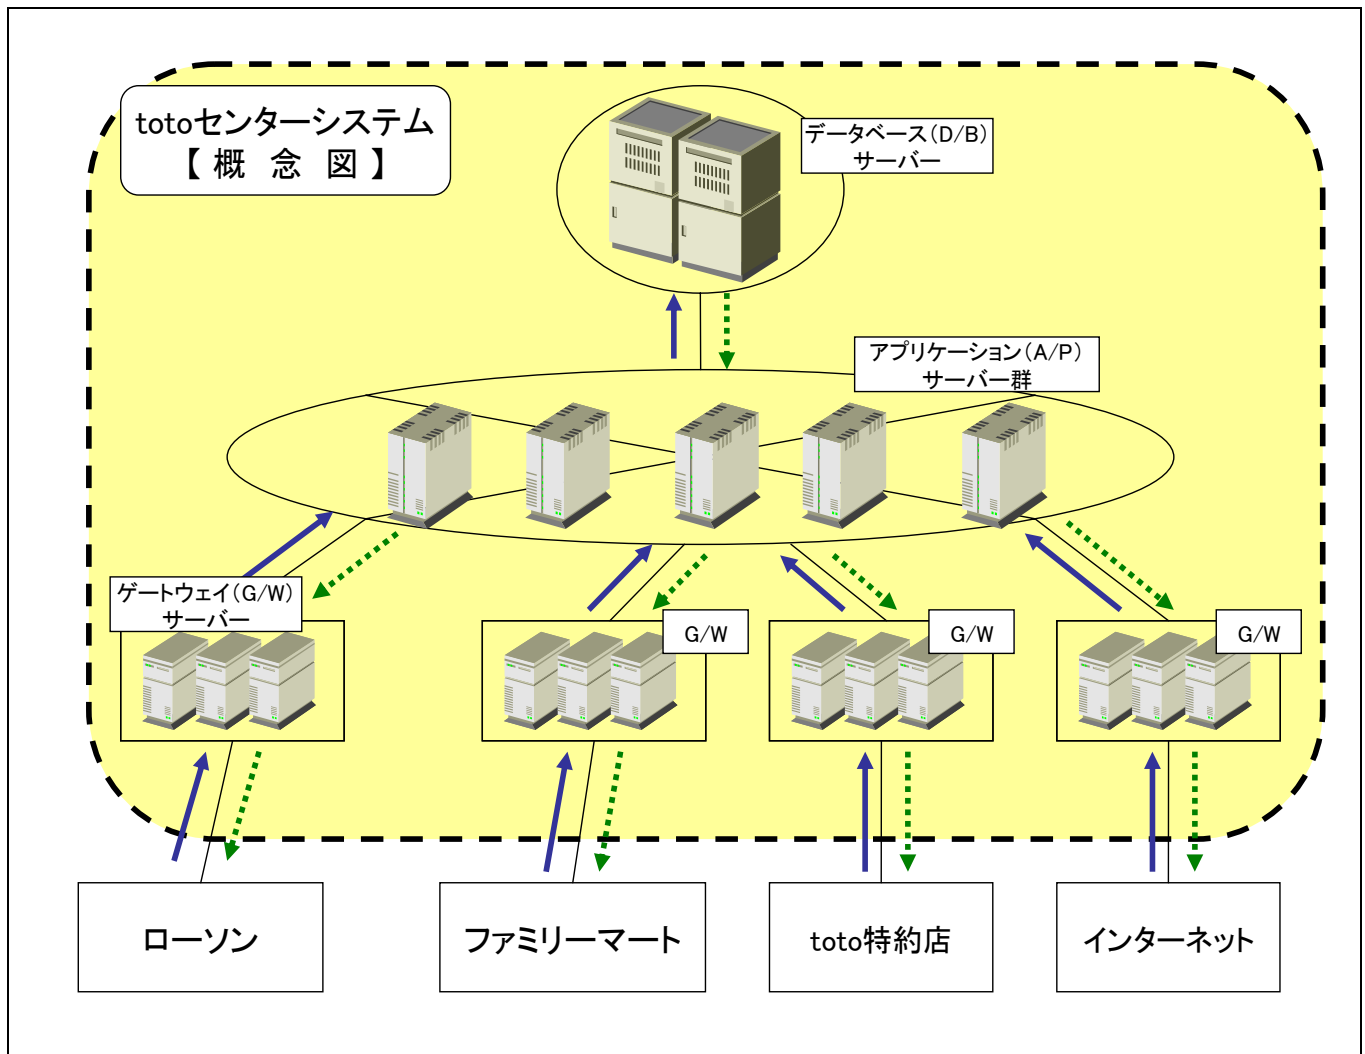 totoセンターシステム
【 概 念 図 】
データベース(D/B)
サーバー
アプリケーション(A/P)
サーバー群
ゲートウェイ(G/W)
サーバー
G/W
G/W
G/W
ローソン
ファミリーマート
toto特約店
インターネット